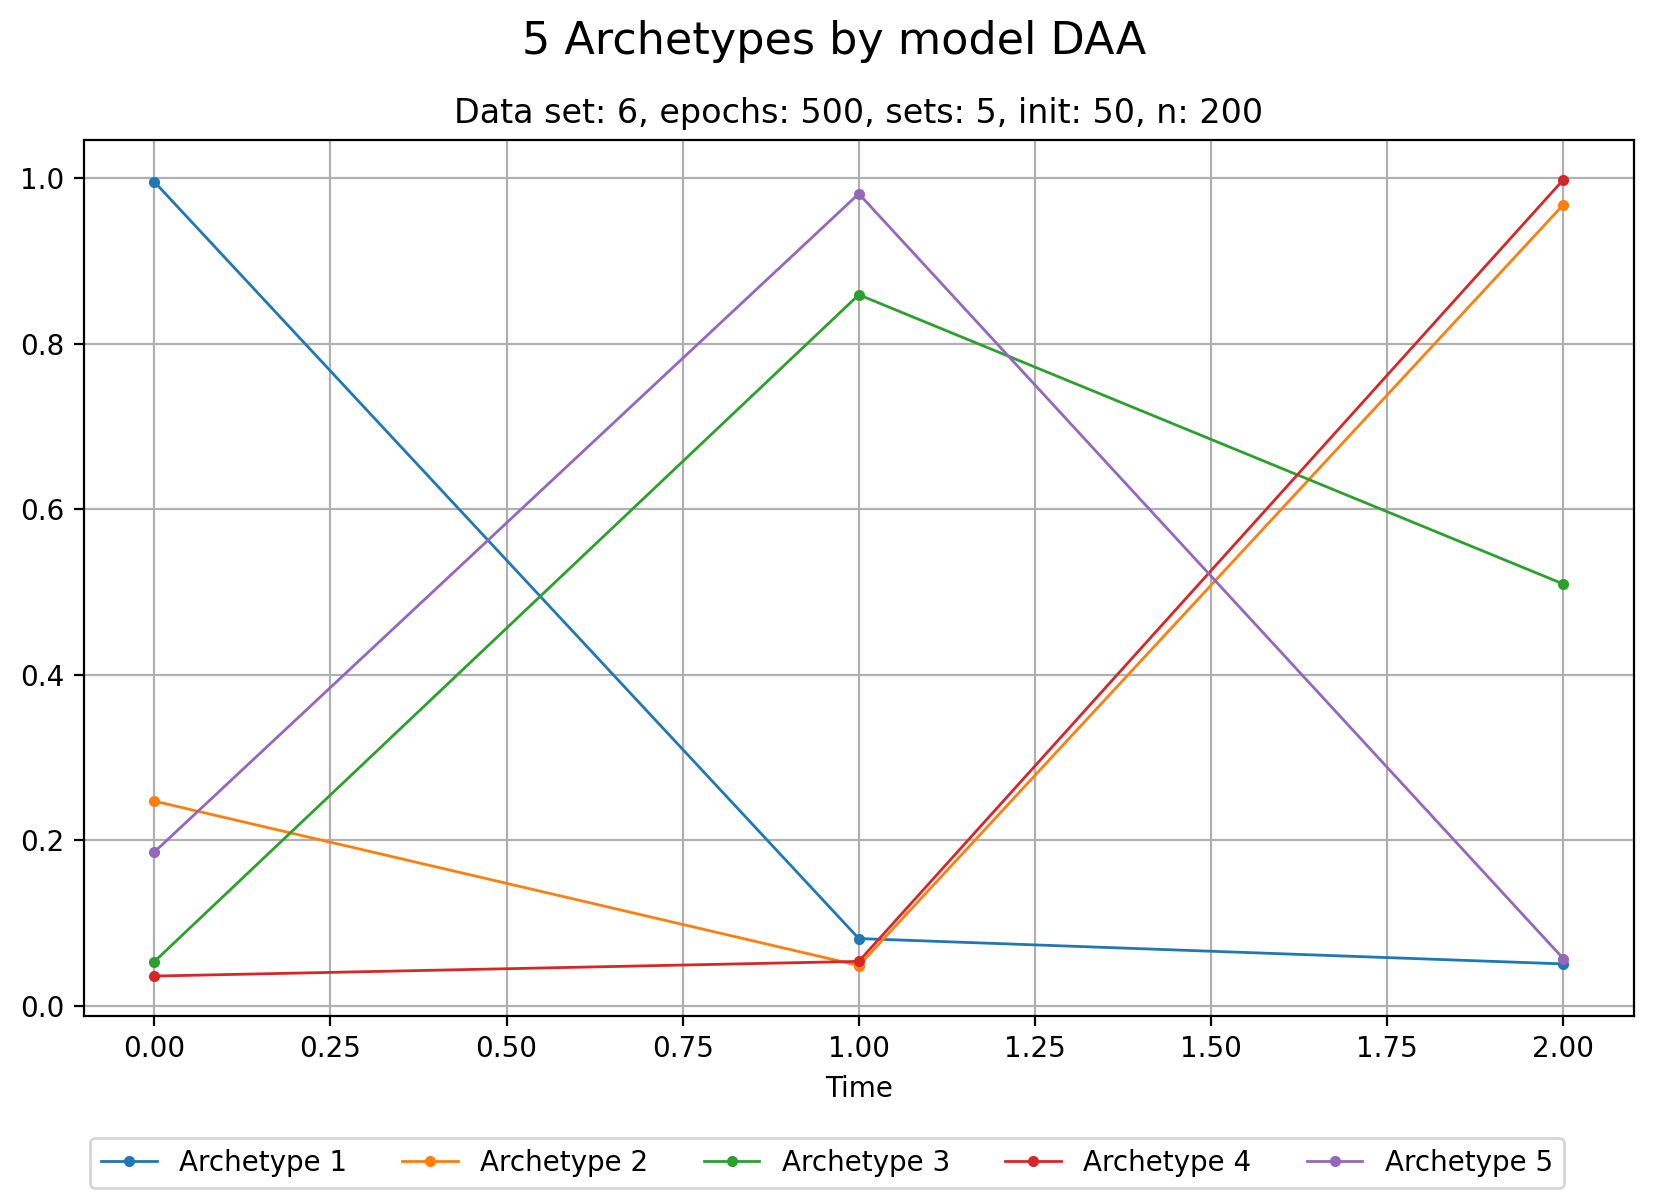 5 Archetypes by model DAA
Data set: 6, epochs: 500, sets: 5, init: 50, n: 200
1.0
0.8
0.6
0.4
0.2
0.0
0.00 0.25 0.50 0.75 1.00 1.25 1.50 1.75 2.00
Time
Archetype 1 Archetype 2 Archetype 3 Archetype 4 Archetype 5